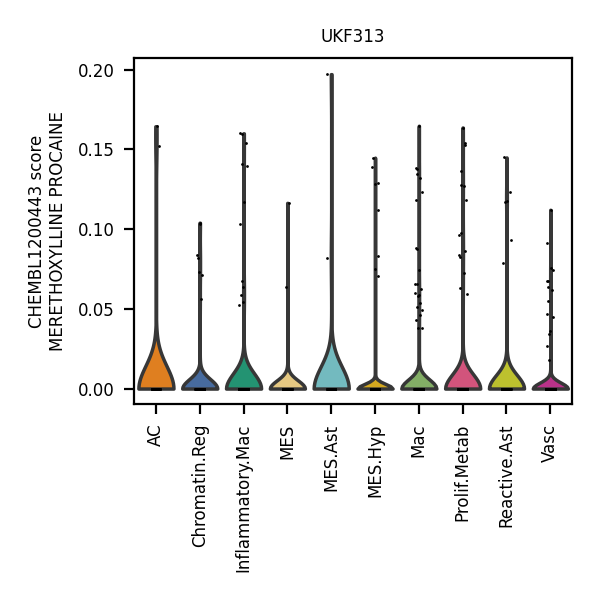 UKF313
CHEMBL1200443 score
MERETHOXYLLINE PROCAINE
0.20
0.15
0.10
0.05
0.00
AC
Chromatin.Reg
Inflammatory.Mac
MES
MES.Ast
MES.Hyp
Mac
Prolif.Metab
Reactive.Ast
Vasc